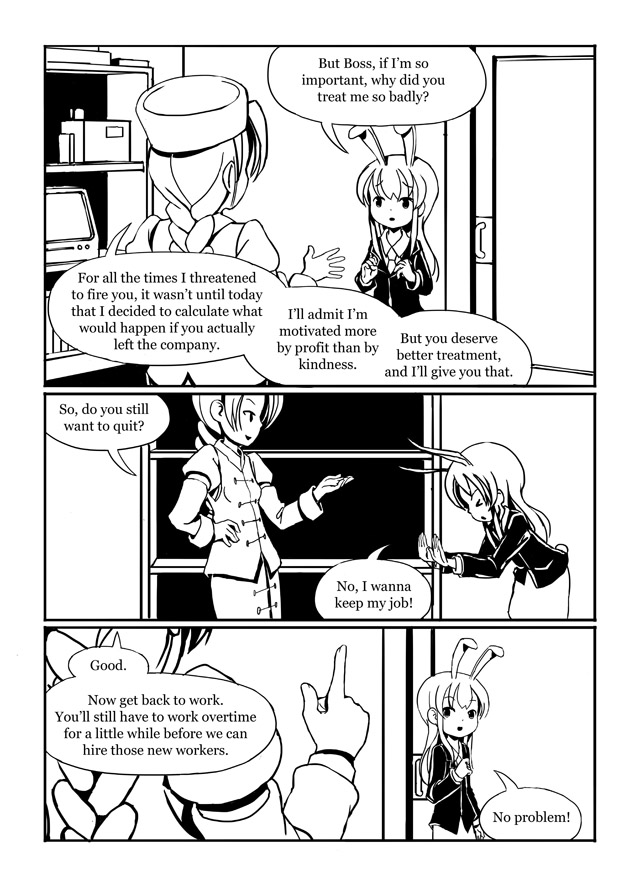 But Boss, if I'm so
important, why did you
treat me so badly?
For all the times I threatened
to fire you, it wasn't until today
that I decided to calculate what
would happen if you actually
left the company.
I'll admit I'm
motivated more
by profit than by
kindness.
But you deserve
better treatment,
and I'll give you that.
So, do you still
want to quit?
No, I wanna
keep my job!
Good.
Now get back to work.
You'll still have to work overtime
for a little while before we can
hire those new workers.
No problem!